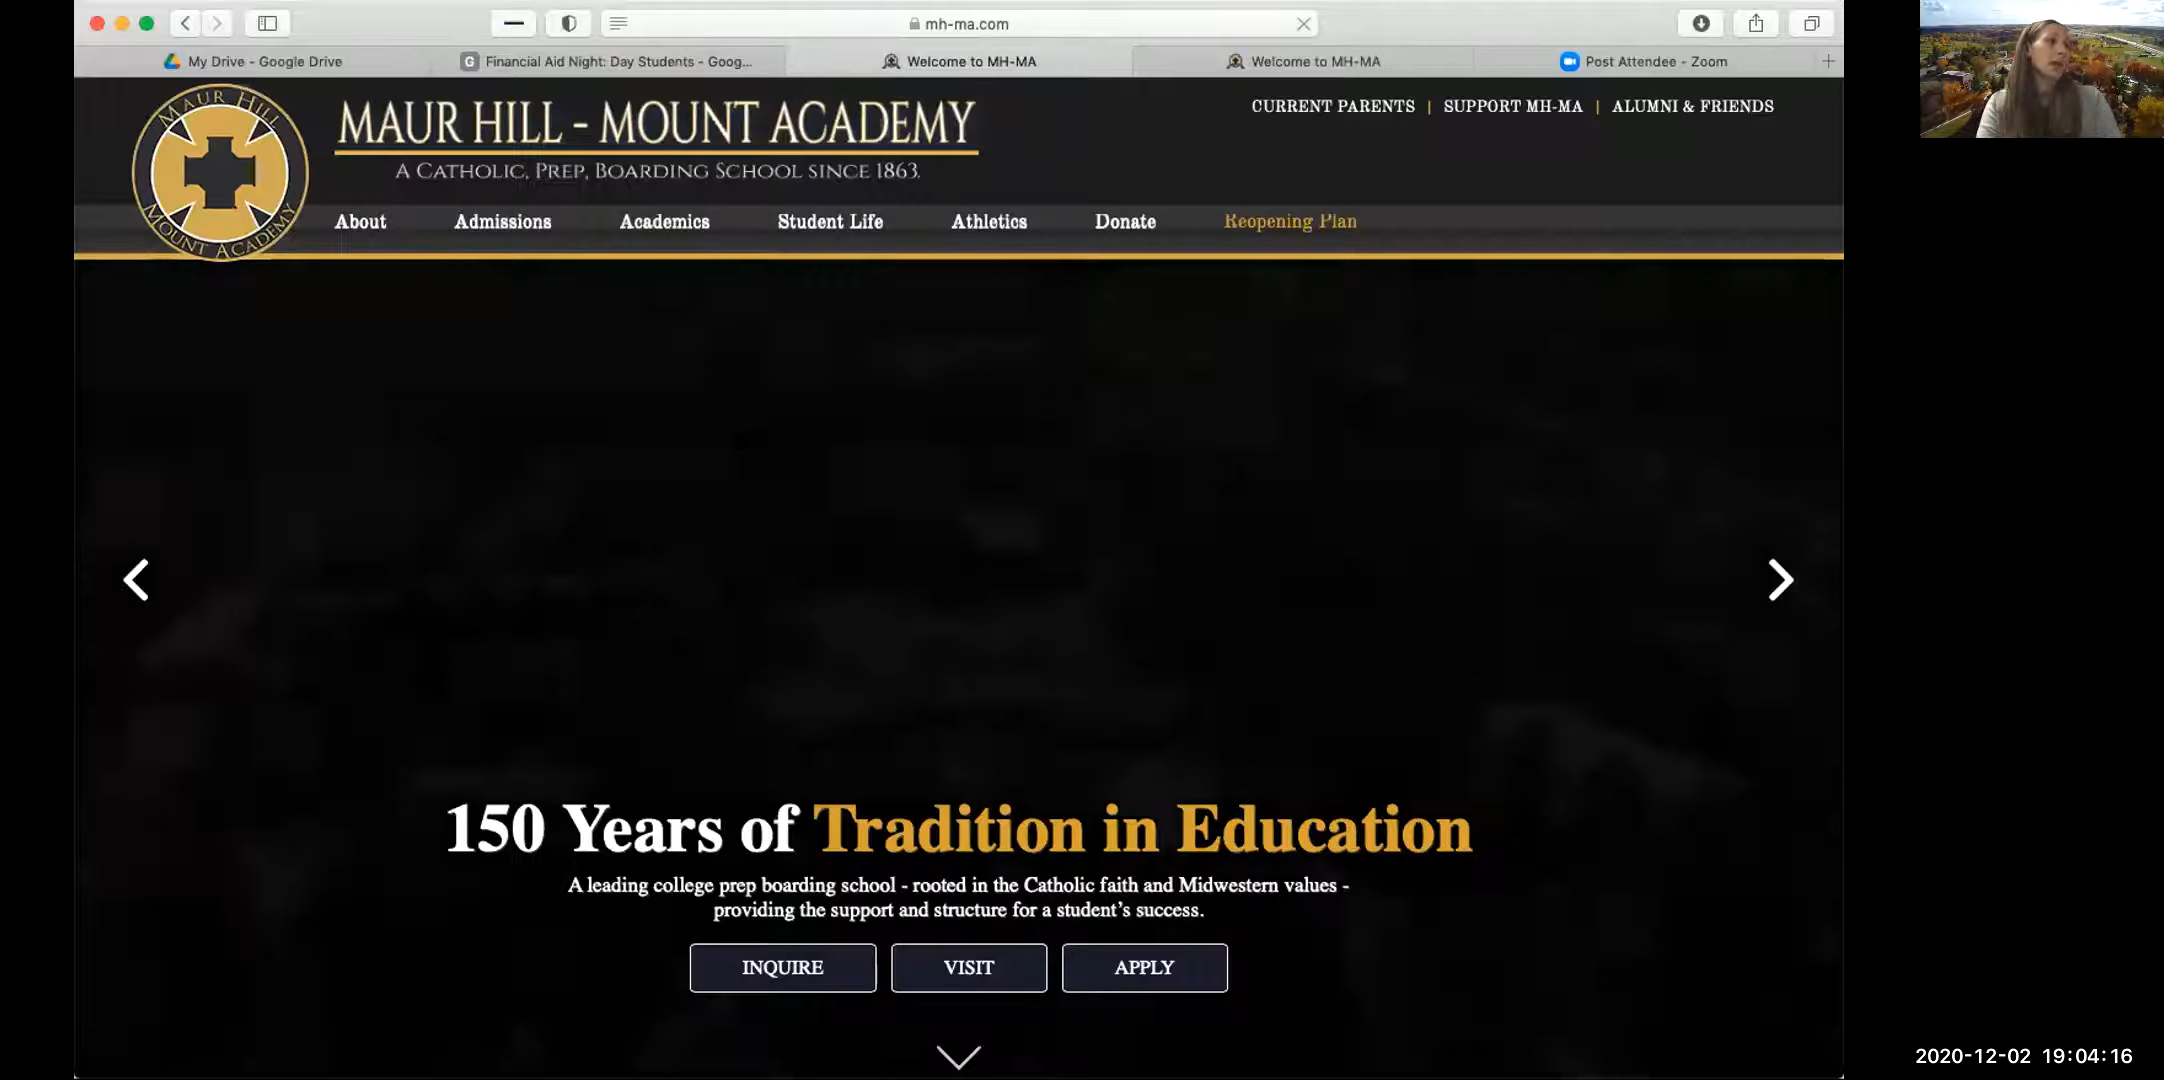 mh-ma.com
My Drive - Google Drive
Financial Aid Night: Day Students - Goog...
Welcome to MH-MA
Welcome to MH-MA
Post Attendee - Zoom
MAUR HILL
MOUNT ACADEMY
MAUR HILL - MOUNT ACADEMY
A CATHOLIC, PREP, BOARDING SCHOOL SINCE 1863.
CURRENT PARENTS | SUPPORT MH-MA | ALUMNI & FRIENDS
About Admissions Academics Student Life Athletics Donate Reopening Plan
150 Years of Tradition in Education
A leading college prep boarding school - rooted in the Catholic faith and Midwestern values -
providing the support and structure for a student's success.
INQUIRE VISIT APPLY
2020-12-02 19:04:16